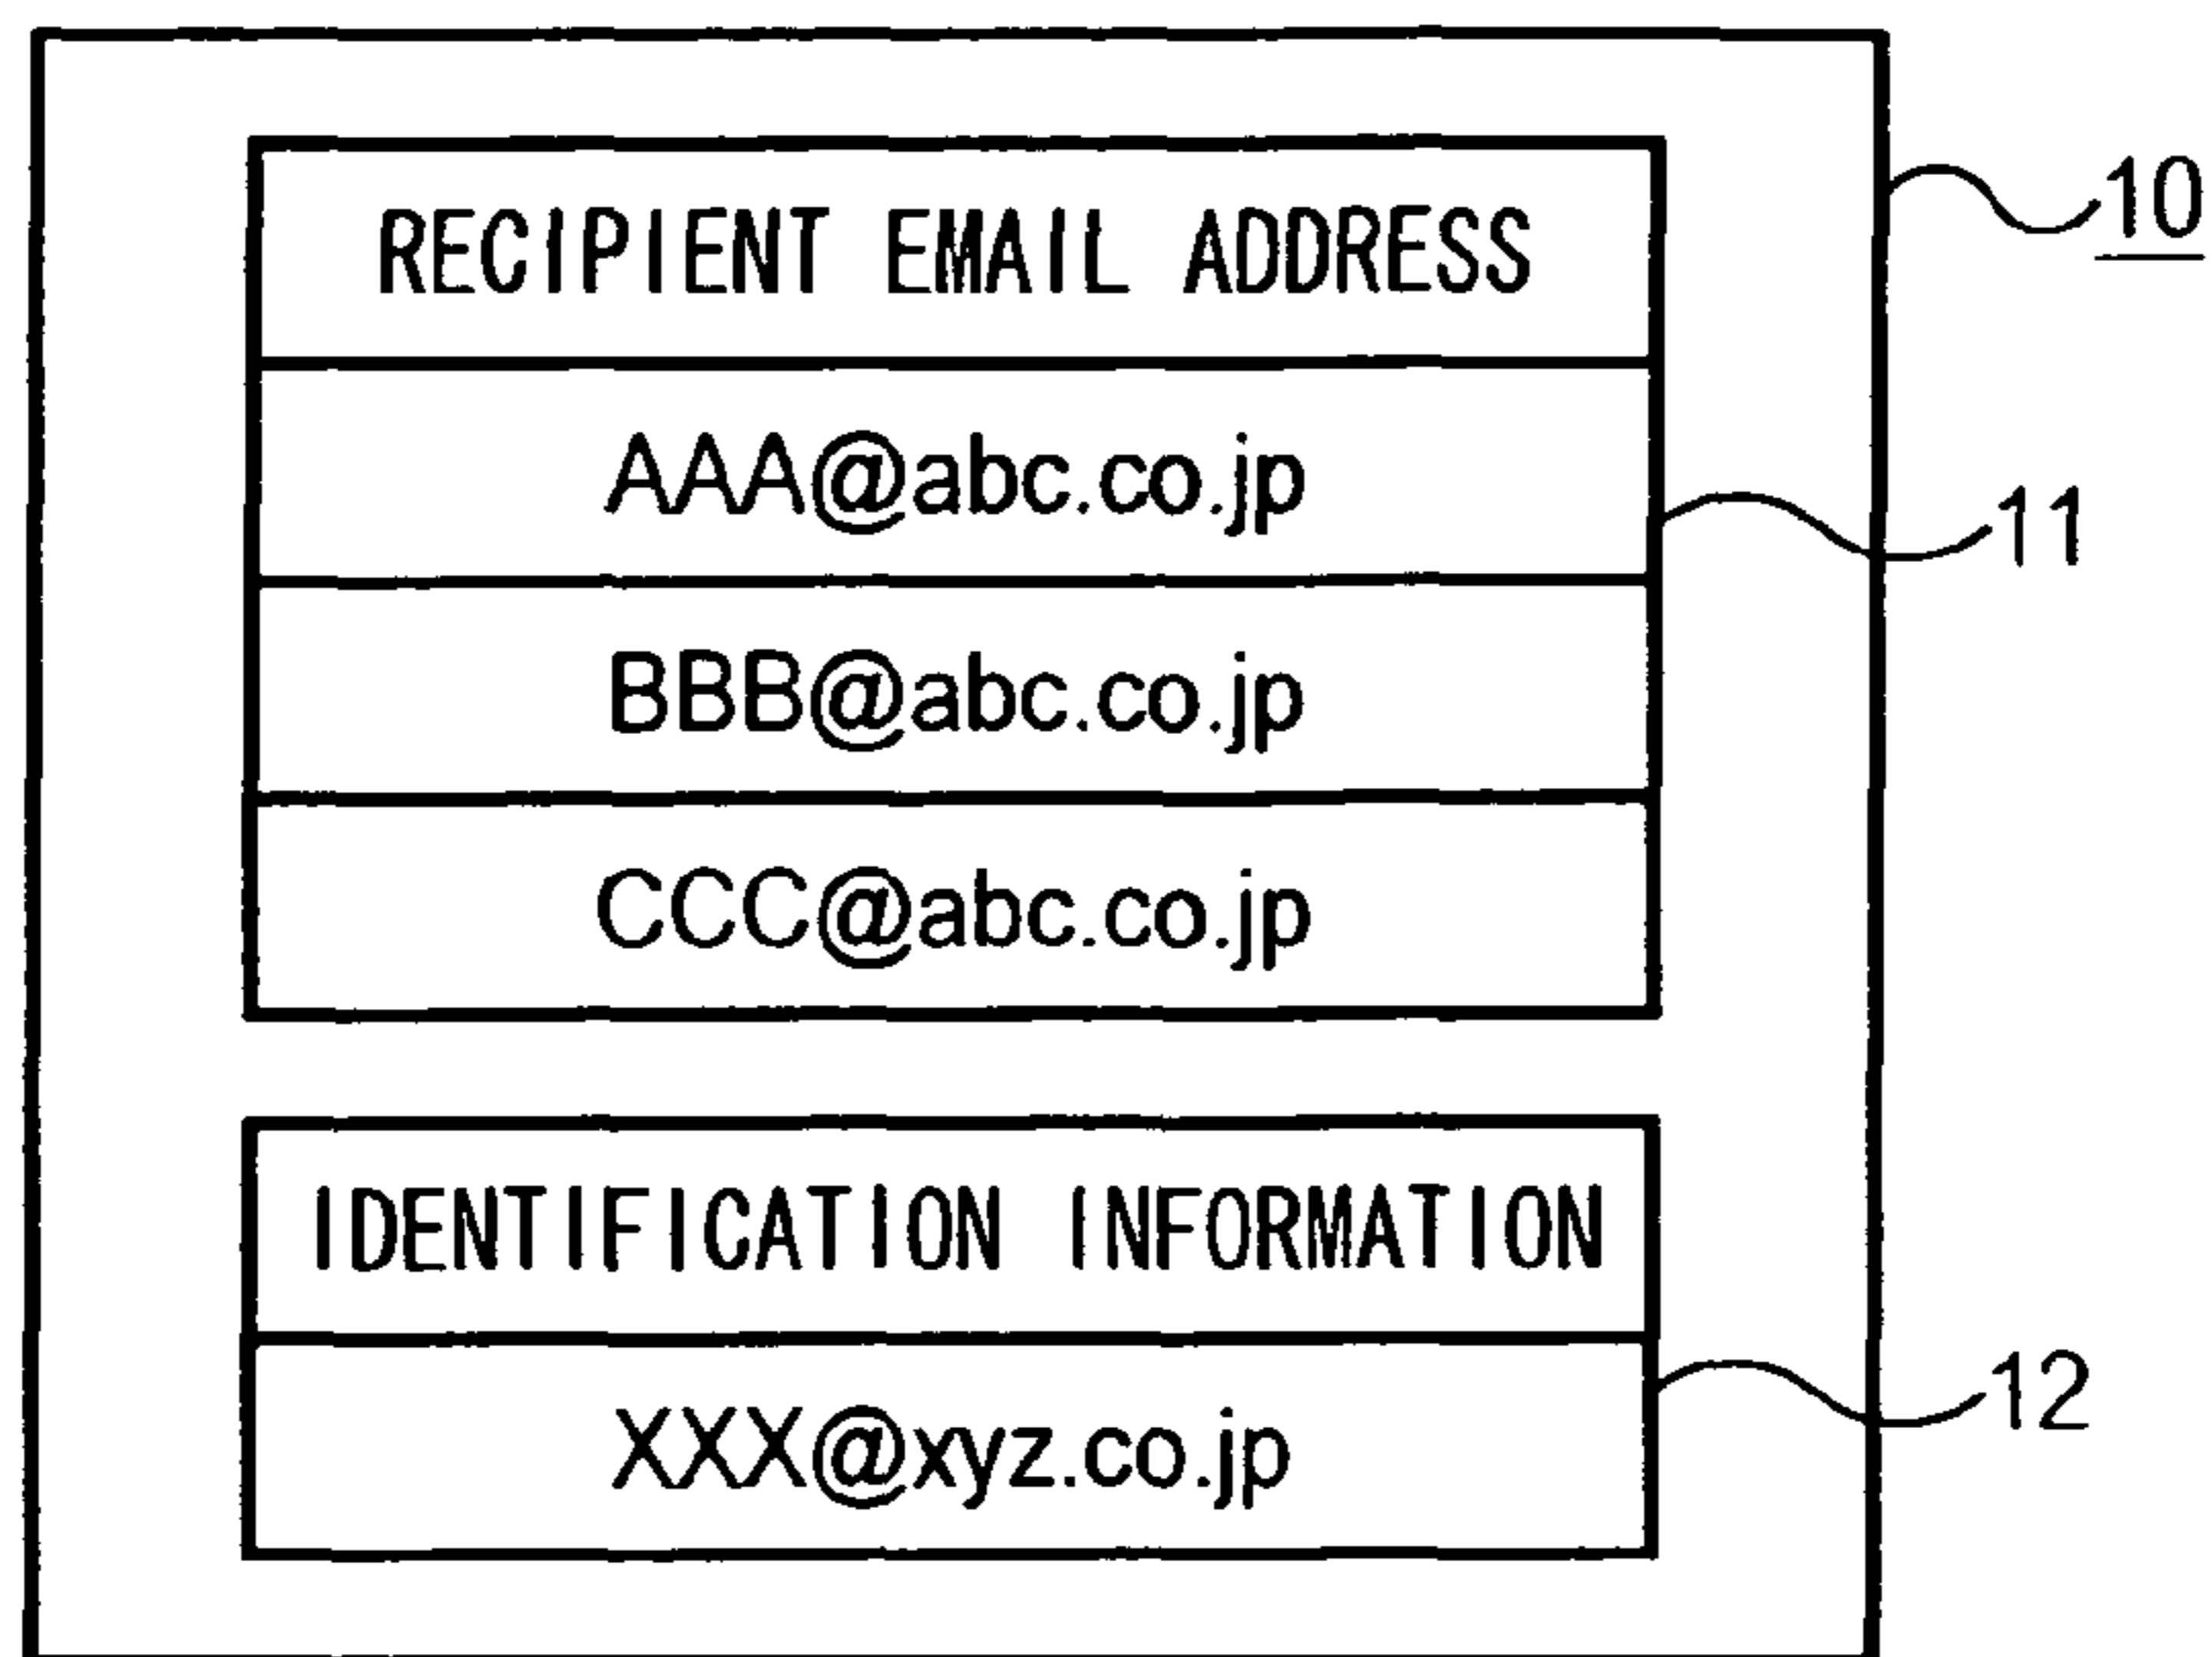 RECIPIENT EMAIL ADDRESS
10
AAA@abc.co.jp
11
BBB@abc.co.jp
CCC@abc.co.jp
IDENTIFICATION INFORMATION
XXX@xyz.co.jp
12